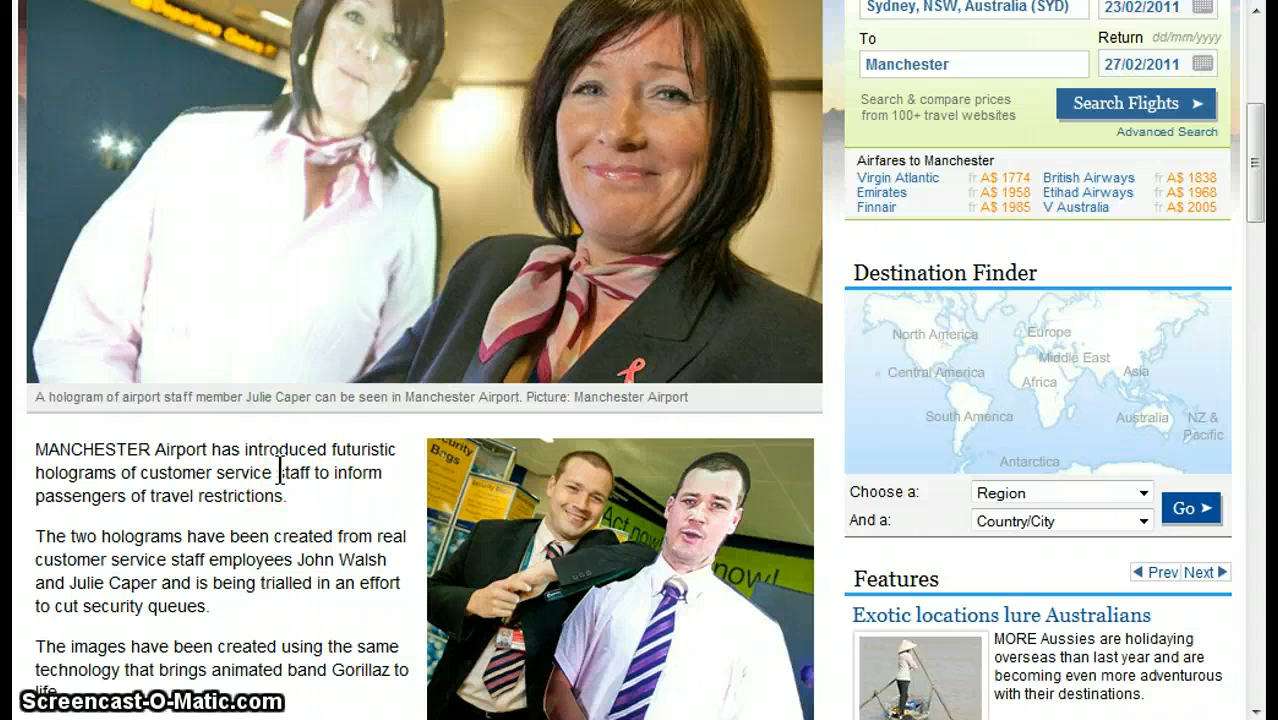 Departure Gates
A hologram of airport staff member Julie Caper can be seen in Manchester Airport. Picture: Manchester Airport
MANCHESTER Airport has introduced futuristic
holograms of customer service staff to inform
passengers of travel restrictions.
The two holograms have been created from real
customer service staff employees John Walsh
and Julie Caper and is being trialled in an effort
to cut security queues.
The images have been created using the same
technology that brings animated band Gorillaz to
life.
Security
Bags
Act now
now!
Sydney, NSW, Australia (SYD)
23/02/2011
To
Return dd/mm/yyyy
Manchester
27/02/2011
Search & compare prices
from 100+ travel websites
Search Flights
Advanced Search
Airfares to Manchester
Virgin Atlantic fr A$ 1774 British Airways fr A$ 1838
Emirates fr A$ 1958 Etihad Airways fr A$ 1968
Finnair fr A$ 1985 V Australia fr A$ 2005
Destination Finder
North America
Europe
Middle East
Central America
Asia
Africa
South America
Australia
NZ &
Pacific
Antarctica
Choose a: Region
And a: Country/City
Go
Features
Prev Next
Exotic locations lure Australians
MORE Aussies are holidaying
overseas than last year and are
becoming even more adventurous
with their destinations.
Screencast-O-Matic.com